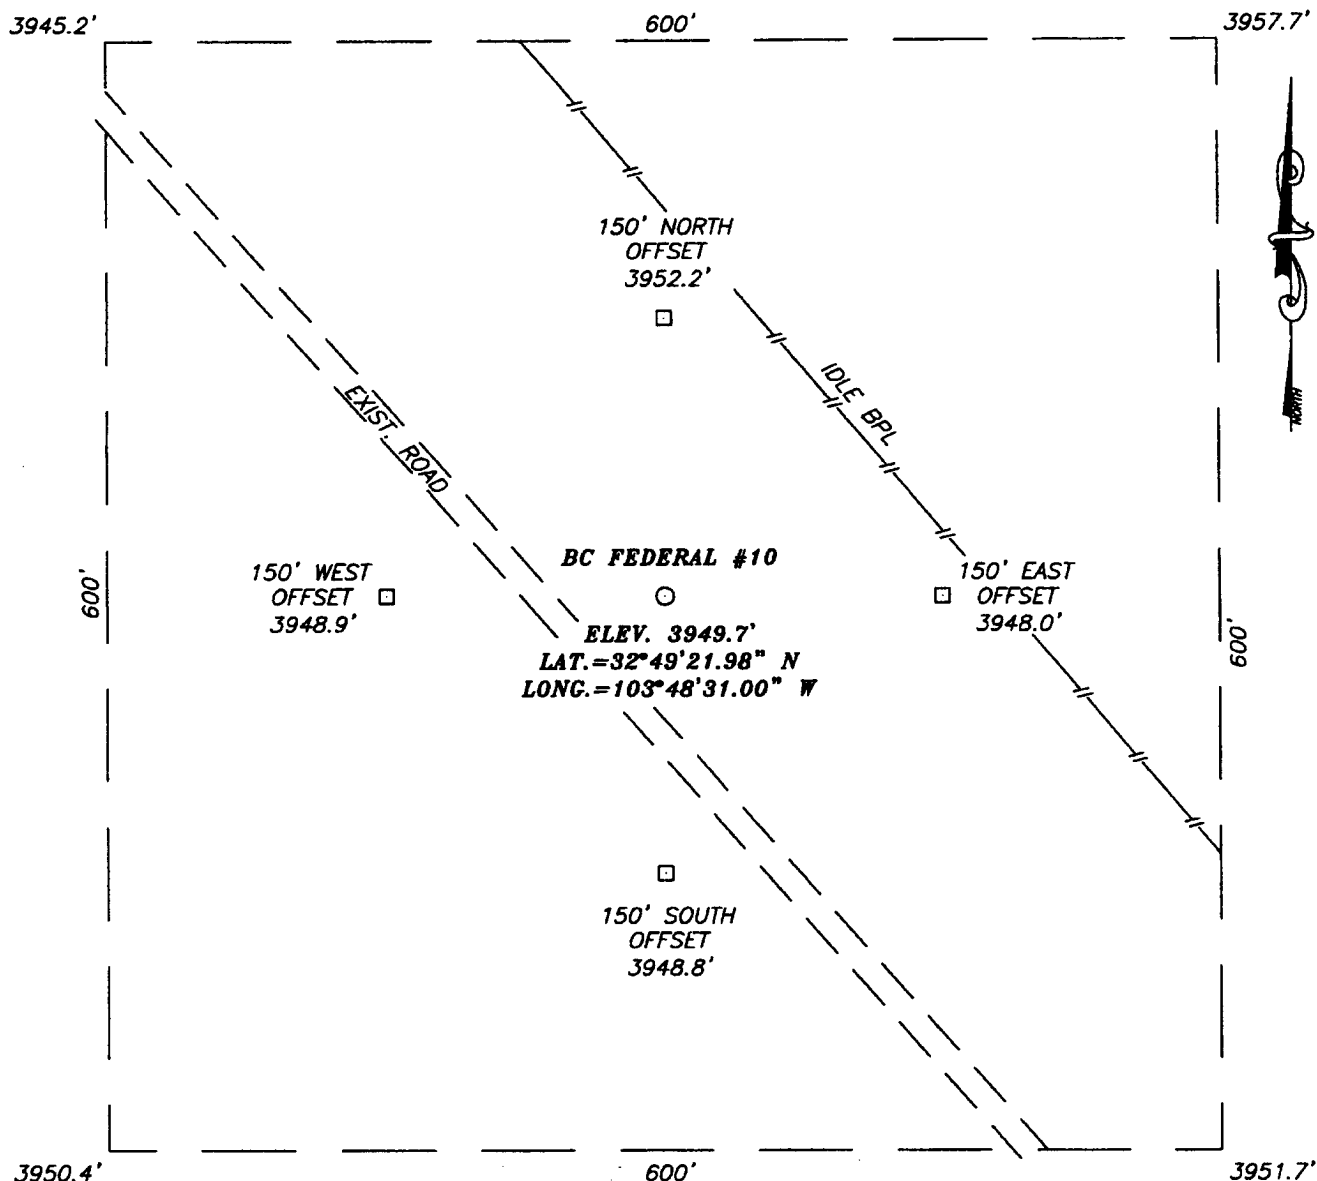 3945.2'
600'
3957.7'
150' NORTH
OFFSET
3952.2'
NORTH
IDLE BPL
EXIST. ROAD
BC FEDERAL #10
150' WEST
OFFSET
3948.9'
150' EAST
OFFSET
3948.0'
600'
600'
ELEV. 3949.7'
LAT.=32°49'21.98" N
LONG.=103°48'31.00" W
150' SOUTH
OFFSET
3948.8'
3950.4'
600'
3951.7'